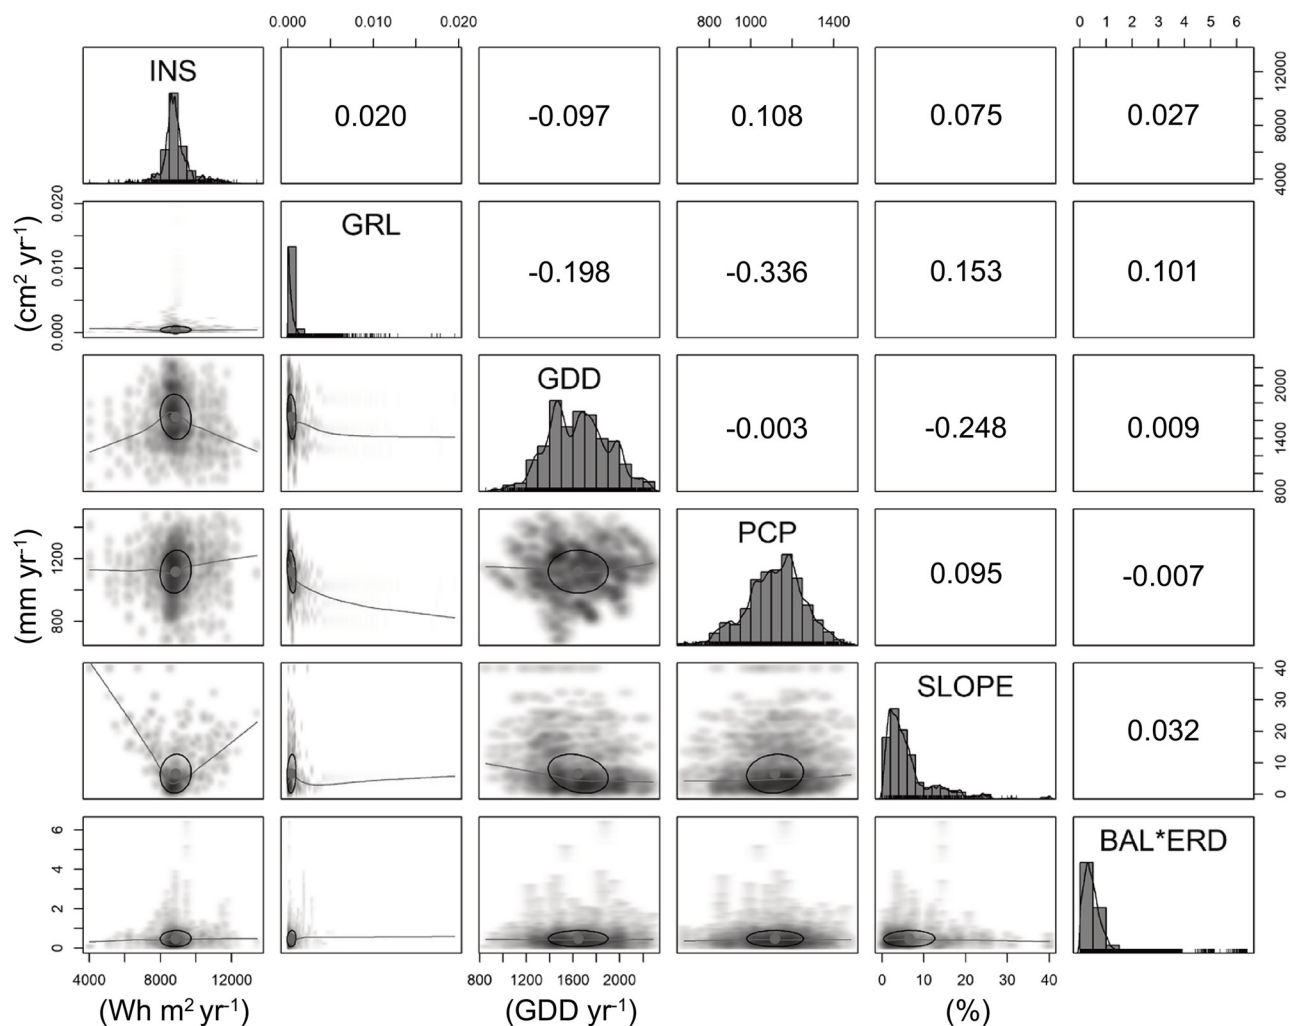 0.000 0.010 0.020 800 1000 1400 0 1 2 3 4 5 6
INS 0.020 -0.097 0.108 0.075 0.027
4000 8000 12000
(cm² yr⁻¹)
0.000 0.010 0.020
GRL -0.198 -0.336 0.153 0.101
GDD -0.003 -0.248 0.009
800 1400 2000
(mm yr⁻¹)
800 1200
PCP 0.095 -0.007
SLOPE 0.032
40
30
20
10
0
BAL*ERD
6
4
2
0
4000 8000 12000 800 1200 1600 2000 0 10 20 30 40
(Wh m² yr⁻¹) (GDD yr⁻¹) (%)